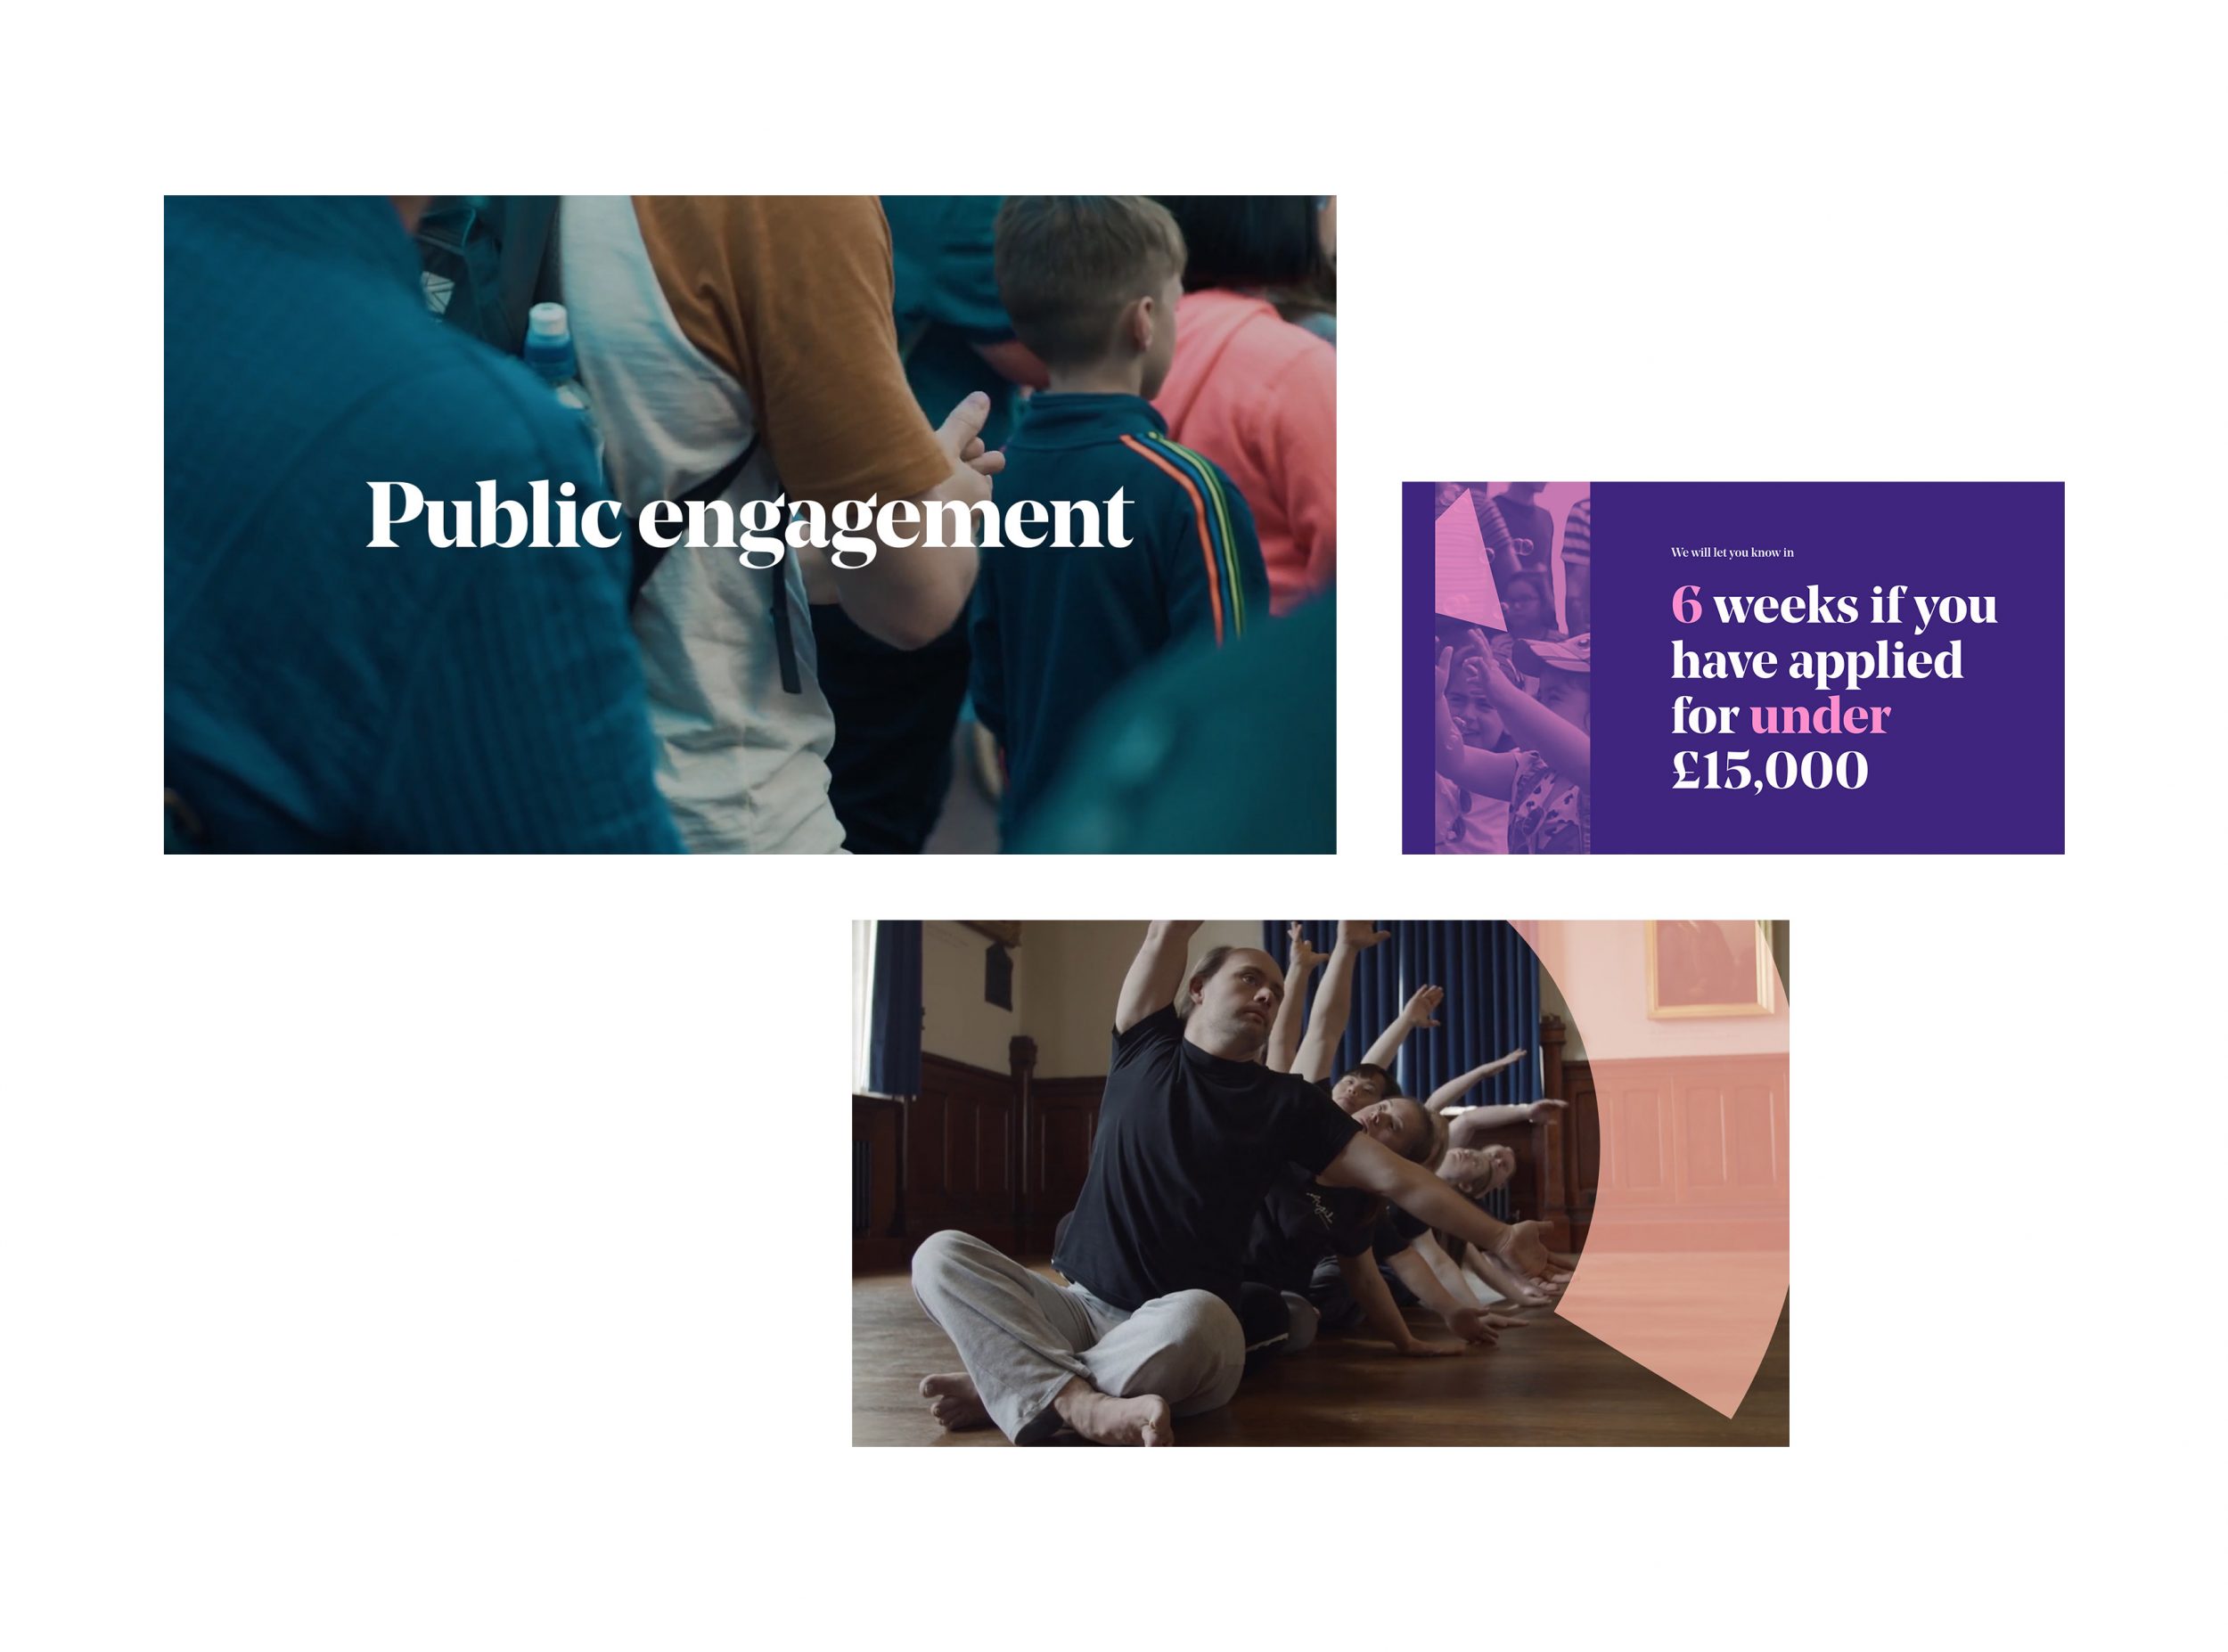 Public engagement
We will let you know in
6 weeks if you
have applied
for under
£15,000